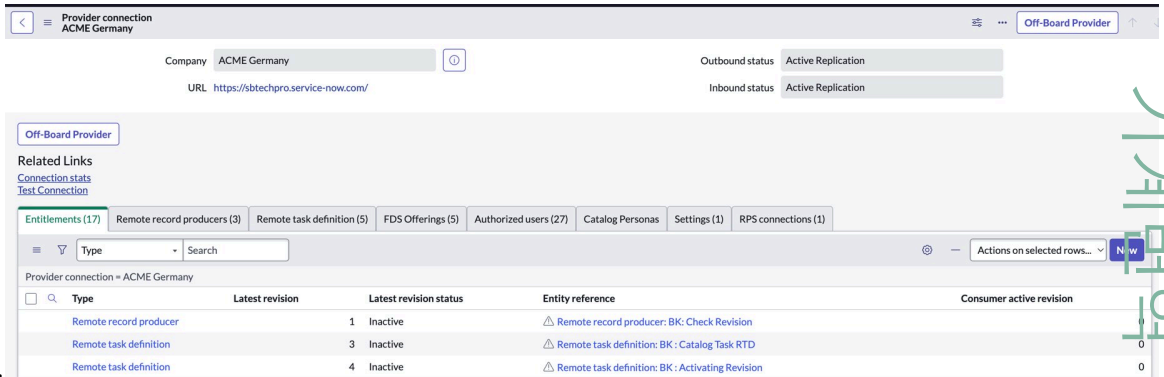 Provider connection
ACME Germany
Off-Board Provider
Company ACME Germany Outbound status Active Replication
URL https://sbtechpro.service-now.com/ Inbound status Active Replication
Off-Board Provider
Related Links
Connection stats
Test Connection
Entitlements (17) Remote record producers (3) Remote task definition (5) FDS Offerings (5) Authorized users (27) Catalog Personas Settings (1) RPS connections (1)
Type Search Actions on selected rows... New
Provider connection = ACME Germany
Type Latest revision Latest revision status Entity reference Consumer active revision
Remote record producer 1 Inactive Remote record producer: BK: Check Revision 0
Remote task definition 3 Inactive Remote task definition: BK : Catalog Task RTD 0
Remote task definition 4 Inactive Remote task definition: BK : Activating Revision 0